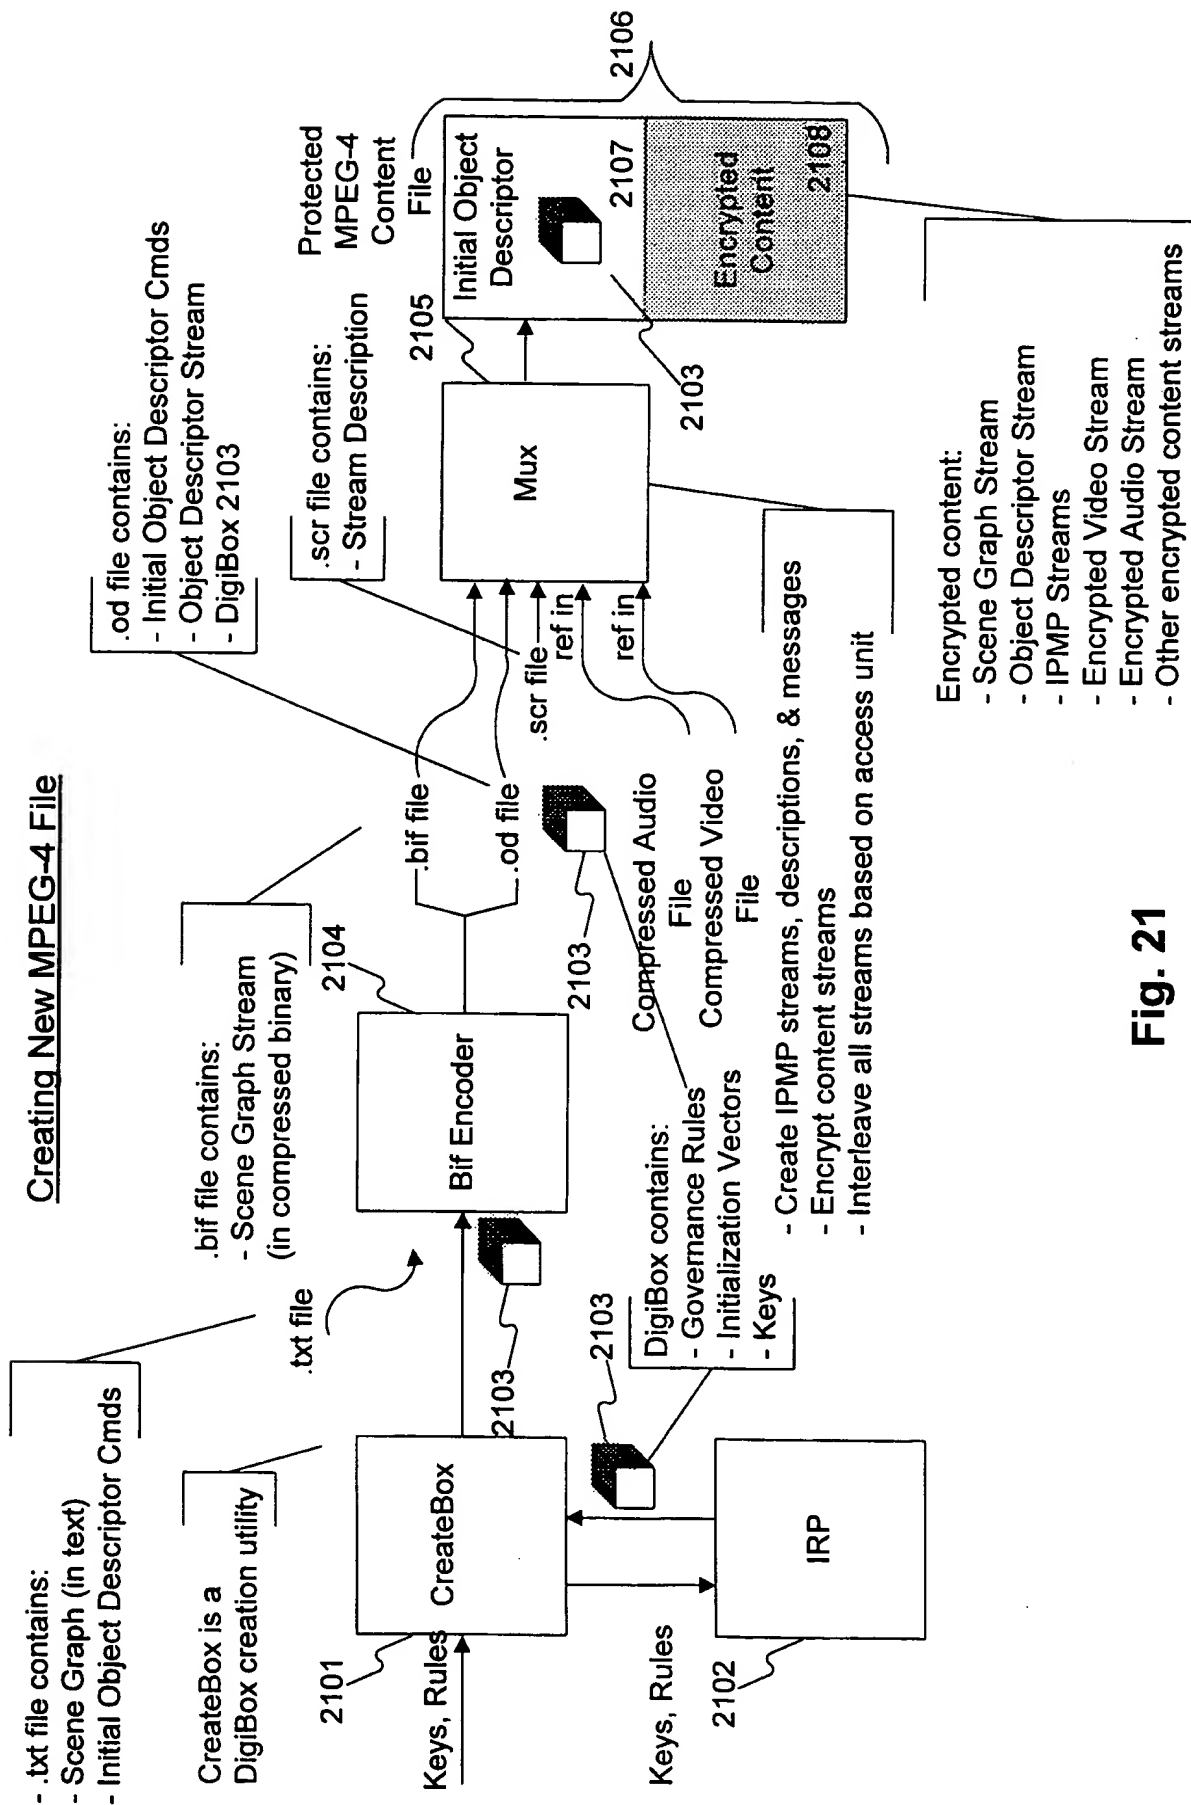 Creating New MPEG-4 File
- .txt file contains:
- Scene Graph (in text)
- Initial Object Descriptor Cmds
CreateBox is a
DigiBox creation utility
2101
Keys, Rules
CreateBox
Keys, Rules
2102
IRP
2103
DigiBox contains:
- Governance Rules
- Initialization Vectors
- Keys
.txt file
2103
.bif file contains:
- Scene Graph Stream
(in compressed binary)
2104
Bif Encoder
.bif file
.od file
2103
.od file contains:
- Initial Object Descriptor Cmds
- Object Descriptor Stream
- DigiBox 2103
.scr file contains:
- Stream Description
.scr file
ref in
ref in
Compressed Audio
File
Compressed Video
File
2105
Mux
- Create IPMP streams, descriptions, & messages
- Encrypt content streams
- Interleave all streams based on access unit
Protected
MPEG-4
Content
File
2106
Initial Object
Descriptor
2107
2103
Encrypted
Content
2108
Encrypted content:
- Scene Graph Stream
- Object Descriptor Stream
- IPMP Streams
- Encrypted Video Stream
- Encrypted Audio Stream
- Other encrypted content streams
Fig. 21